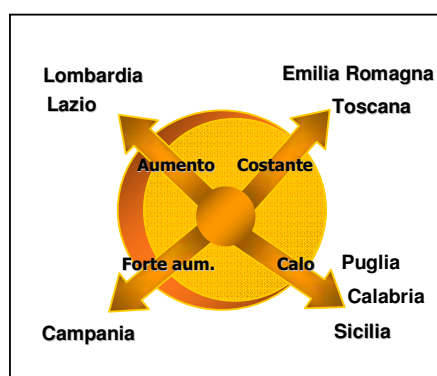 Lombardia
Lazio
Emilia Romagna
Toscana
Aumento
Costante
Forte aum.
Calo
Puglia
Calabria
Sicilia
Campania